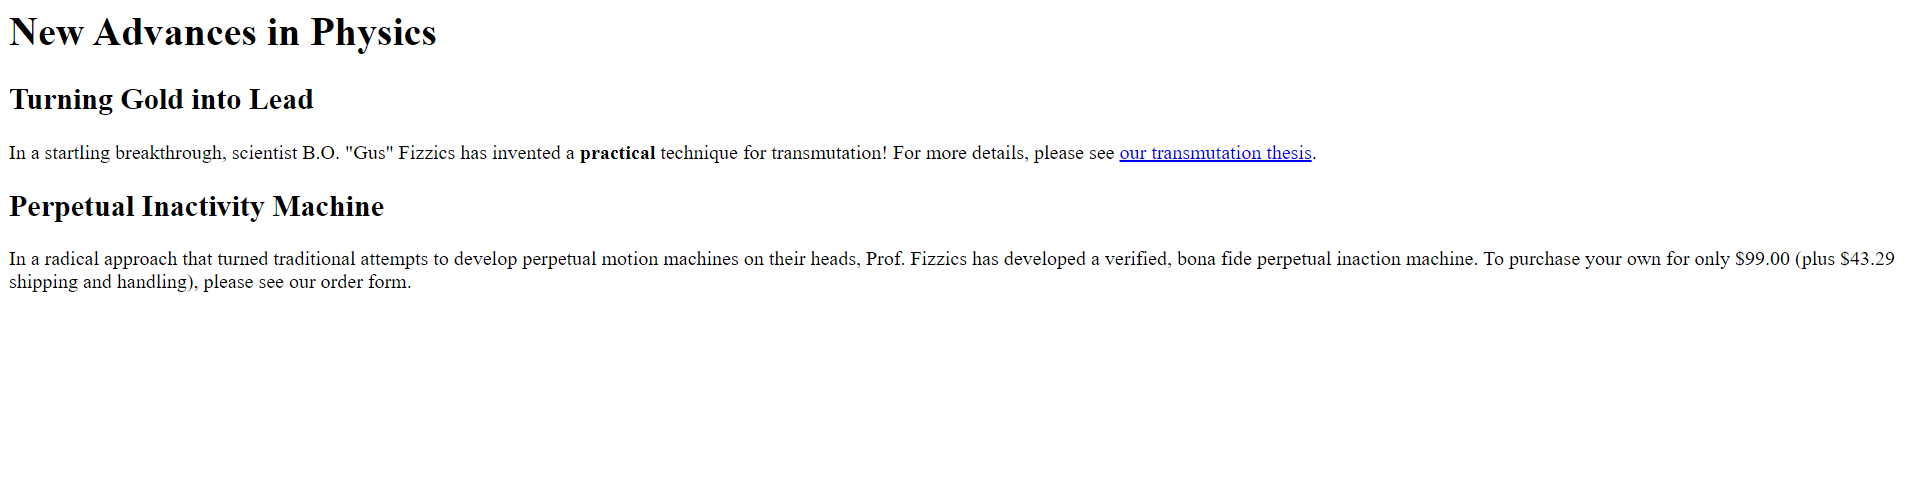 New Advances in Physics
Turning Gold into Lead
In a startling breakthrough, scientist B.O. "Gus" Fizzics has invented a practical technique for transmutation! For more details, please see our transmutation thesis.
Perpetual Inactivity Machine
In a radical approach that turned traditional attempts to develop perpetual motion machines on their heads, Prof. Fizzics has developed a verified, bona fide perpetual inaction machine. To purchase your own for only $99.00 (plus $43.29
shipping and handling), please see our order form.